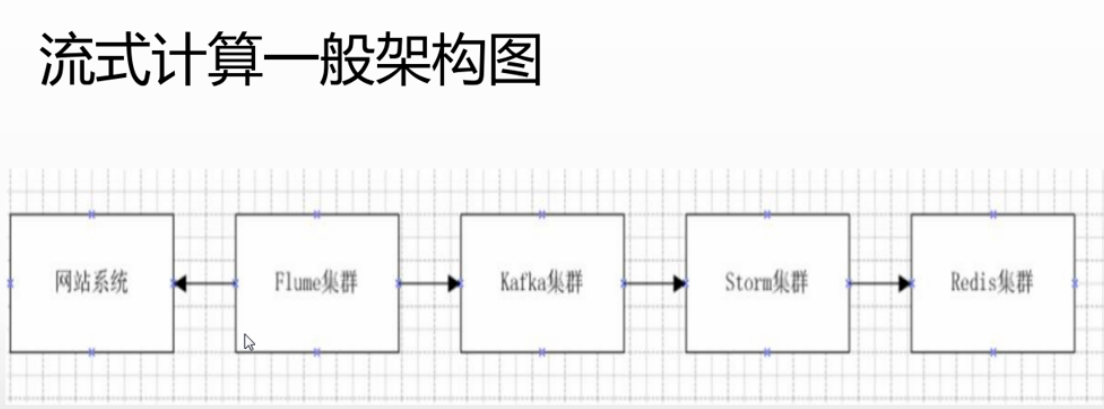 流式计算一般架构图
网站系统
Flume集群
Kafka集群
Storm集群
Redis集群